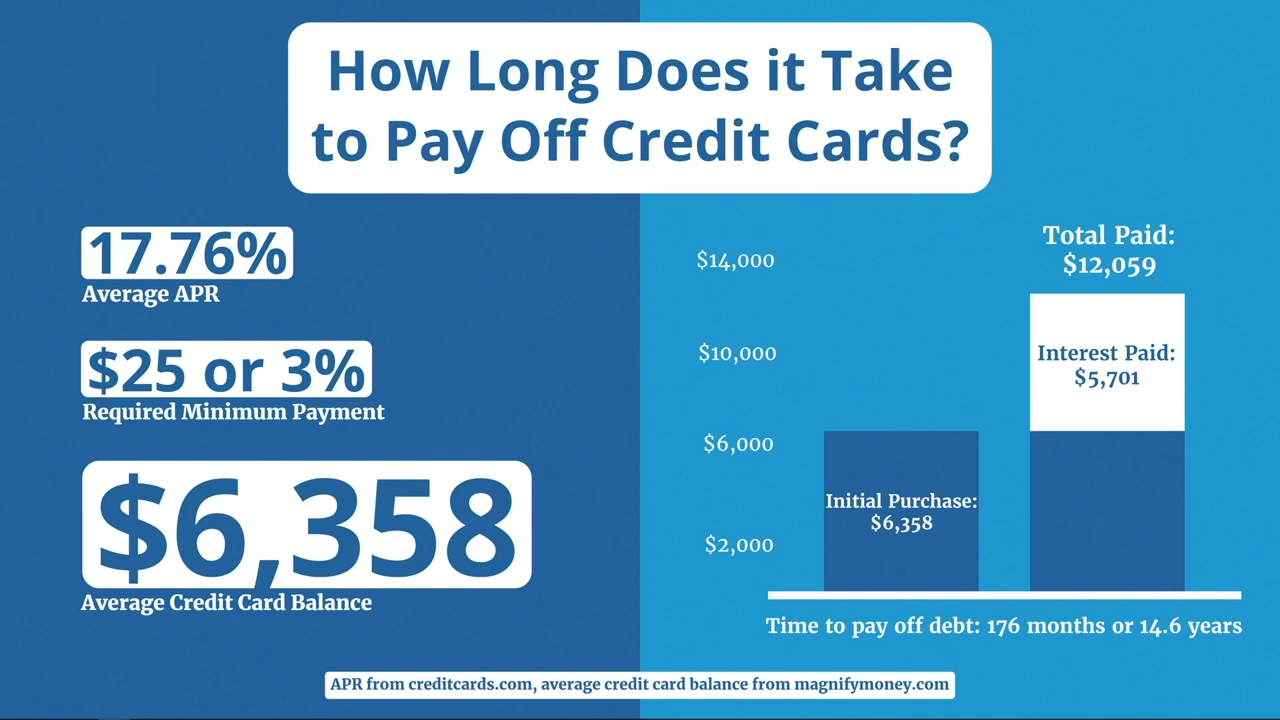 How Long Does it Take
to Pay Off Credit Cards?
17.76%
Average APR
$25 or 3%
Required Minimum Payment
$6,358
Average Credit Card Balance
$14,000
$10,000
$6,000
$2,000
Initial Purchase:
$6,358
Total Paid:
$12,059
Interest Paid:
$5,701
Time to pay off debt: 176 months or 14.6 years
APR from creditcards.com, average credit card balance from magnifymoney.com